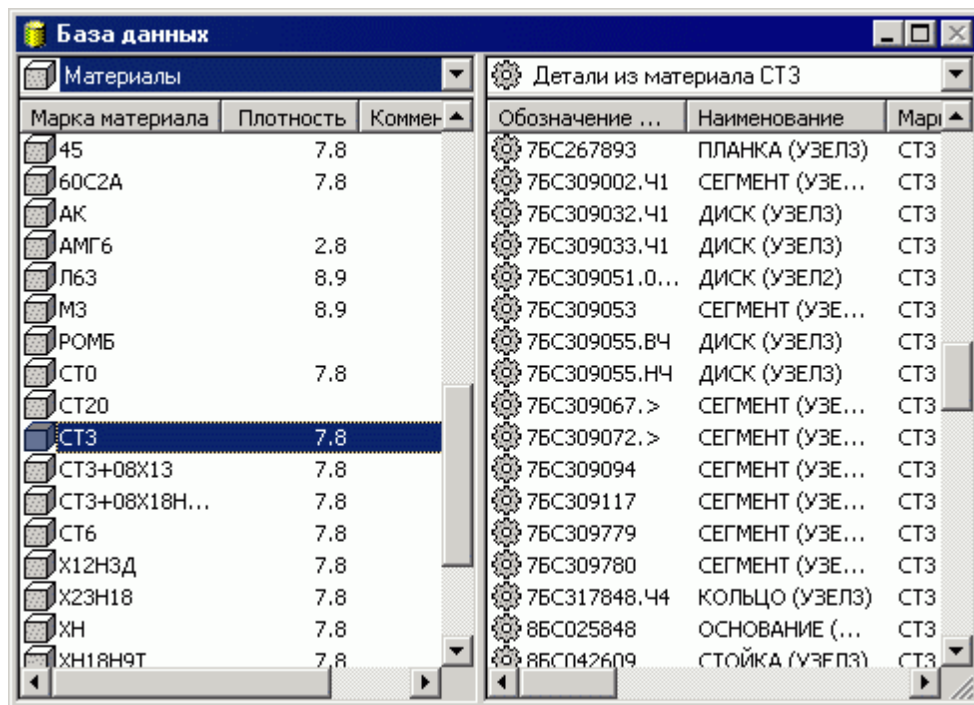 База данных
Материалы
Марка материала Плотность Коммен
45 7.8
60С2А 7.8
АК
АМГ6 2.8
Л63 8.9
М3 8.9
РОМБ
СТ0 7.8
СТ20
СТ3 7.8
СТ3+08Х13 7.8
СТ3+08Х18Н... 7.8
СТ6 7.8
Х12Н3Д 7.8
Х23Н18 7.8
ХН 7.8
ХН18Н9Т 7.8
Детали из материала СТ3
Обозначение ... Наименование Мар
7БС267893 ПЛАНКА (УЗЕЛ3) СТ3
7БС309002.Ч1 СЕГМЕНТ (УЗЕ... СТ3
7БС309032.Ч1 ДИСК (УЗЕЛ3) СТ3
7БС309033.Ч1 ДИСК (УЗЕЛ3) СТ3
7БС309051.0... ДИСК (УЗЕЛ2) СТ3
7БС309053 СЕГМЕНТ (УЗЕ... СТ3
7БС309055.ВЧ ДИСК (УЗЕЛ3) СТ3
7БС309055.НЧ ДИСК (УЗЕЛ3) СТ3
7БС309067.> СЕГМЕНТ (УЗЕ... СТ3
7БС309072.> СЕГМЕНТ (УЗЕ... СТ3
7БС309094 СЕГМЕНТ (УЗЕ... СТ3
7БС309117 СЕГМЕНТ (УЗЕ... СТ3
7БС309779 СЕГМЕНТ (УЗЕ... СТ3
7БС309780 СЕГМЕНТ (УЗЕ... СТ3
7БС317848.Ч4 КОЛЬЦО (УЗЕЛ3) СТ3
8БС025848 ОСНОВАНИЕ (... СТ3
8БС042609 СТОЙКА (УЗЕЛ3) СТ3